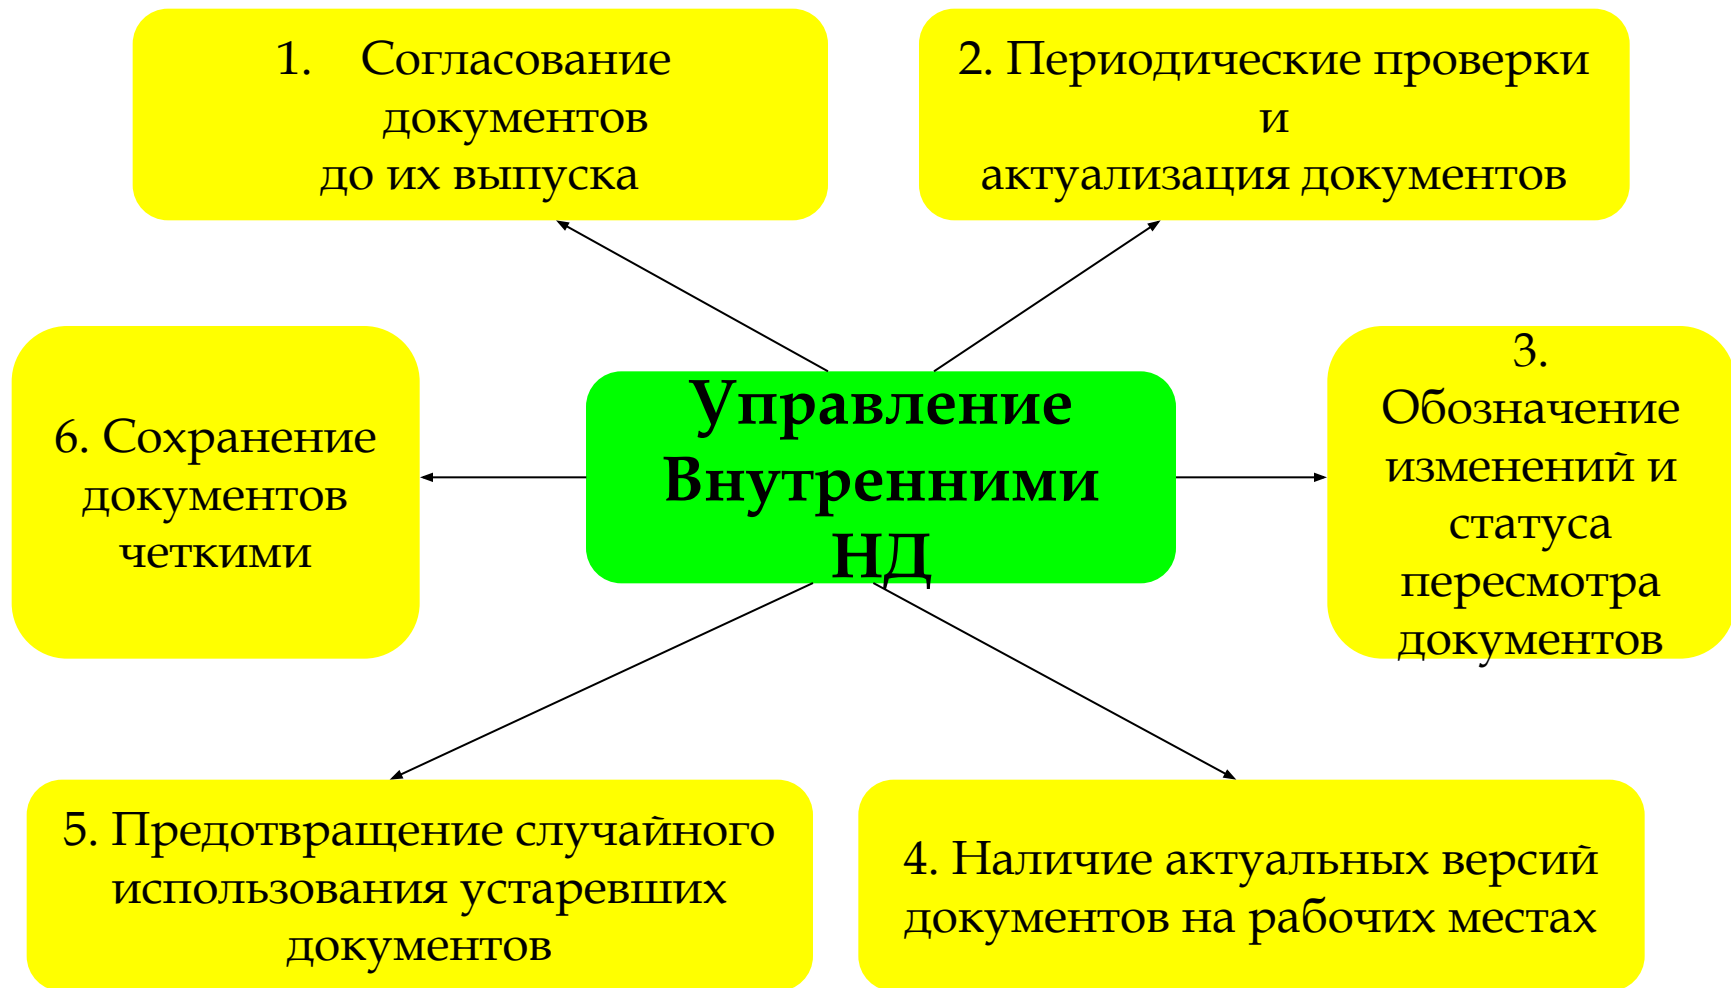 1. Согласование
документов
до их выпуска
2. Периодические проверки
и
актуализация документов
3.
Обозначение
изменений и
статуса
пересмотра
документов
Управление
Внутренними
НД
6. Сохранение
документов
четкими
5. Предотвращение случайного
использования устаревших
документов
4. Наличие актуальных версий
документов на рабочих местах